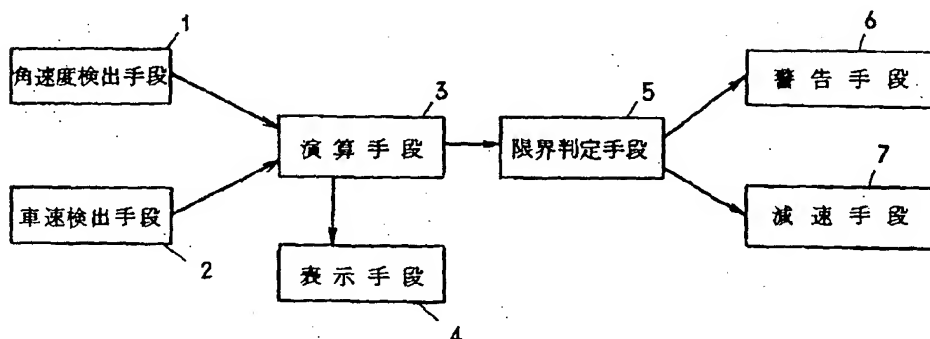 1
角速度検出手段
車速検出手段
2
3
演算手段
表示手段
4
5
限界判定手段
6
警告手段
7
減速手段